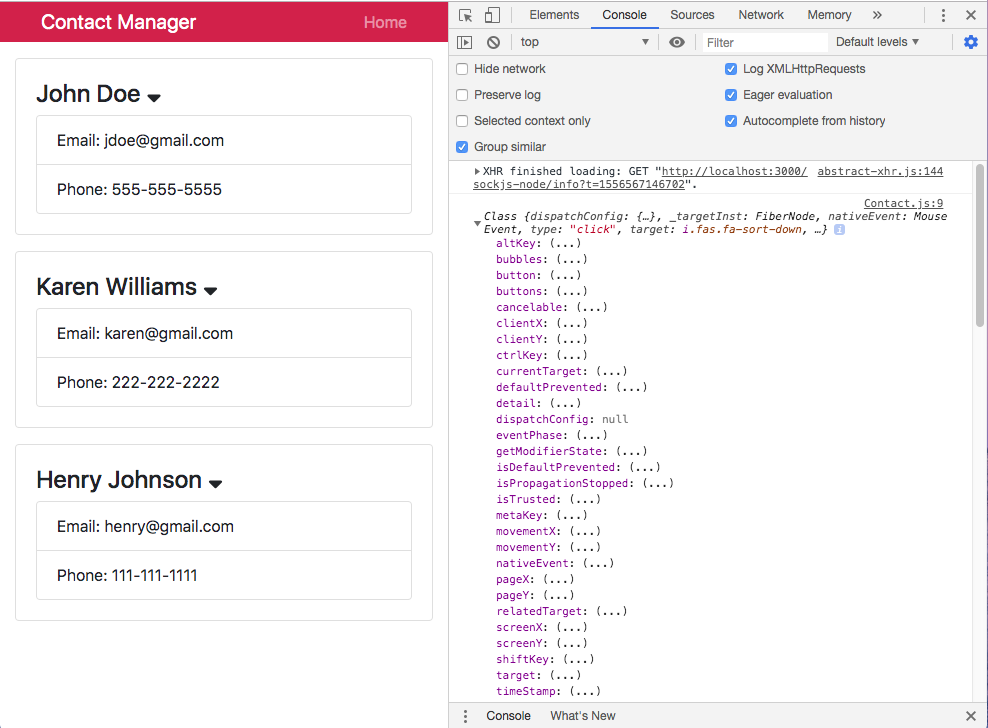 Contact Manager
Home
John Doe
Email: jdoe@gmail.com
Phone: 555-555-5555
Karen Williams
Email: karen@gmail.com
Phone: 222-222-2222
Henry Johnson
Email: henry@gmail.com
Phone: 111-111-1111
Elements Console Sources Network Memory »
top Filter Default levels
Hide network Log XMLHttpRequests
Preserve log Eager evaluation
Selected context only Autocomplete from history
Group similar
XHR finished loading: GET "http://localhost:3000/ abstract-xhr.js:144
sockjs-node/info?t=1556567146702".
Contact.js:9
Class {dispatchConfig: {…}, _targetInst: FiberNode, nativeEvent: Mouse
Event, type: "click", target: i.fas.fa-sort-down, …} i
altKey: (...)
bubbles: (...)
button: (...)
buttons: (...)
cancelable: (...)
clientX: (...)
clientY: (...)
ctrlKey: (...)
currentTarget: (...)
defaultPrevented: (...)
detail: (...)
dispatchConfig: null
eventPhase: (...)
getModifierState: (...)
isDefaultPrevented: (...)
isPropagationStopped: (...)
isTrusted: (...)
metaKey: (...)
movementX: (...)
movementY: (...)
nativeEvent: (...)
pageX: (...)
pageY: (...)
relatedTarget: (...)
screenX: (...)
screenY: (...)
shiftKey: (...)
target: (...)
timeStamp: (...)
Console What's New